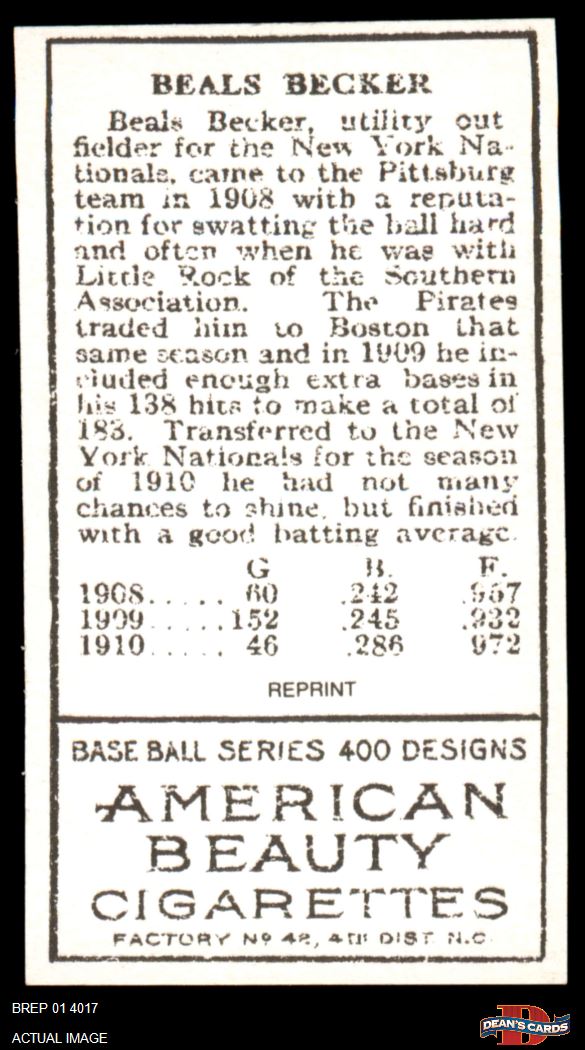 BEALS BECKER
Beals Becker, utility out
fielder for the New York Na-
tionals, came to the Pittsburg
team in 1908 with a reputa-
tion for swatting the ball hard
and often when he was with
Little Rock of the Southern
Association. The Pirates
traded him to Boston that
same season and in 1909 he in-
cluded enough extra bases in
his 138 hits to make a total of
183. Transferred to the New
York Nationals for the season
of 1910 he had not many
chances to shine, but finished
with a good batting average.
G B. F.
1908..... 60 .242 .967
1909.....152 .245 .932
1910..... 46 .286 972
REPRINT
BASE BALL SERIES 400 DESIGNS
AMERICAN
BEAUTY
CIGARETTES
FACTORY Nº 42, 4TH DIST. N.C.
BREP 01 4017
ACTUAL IMAGE
D
DEAN'S CARDS